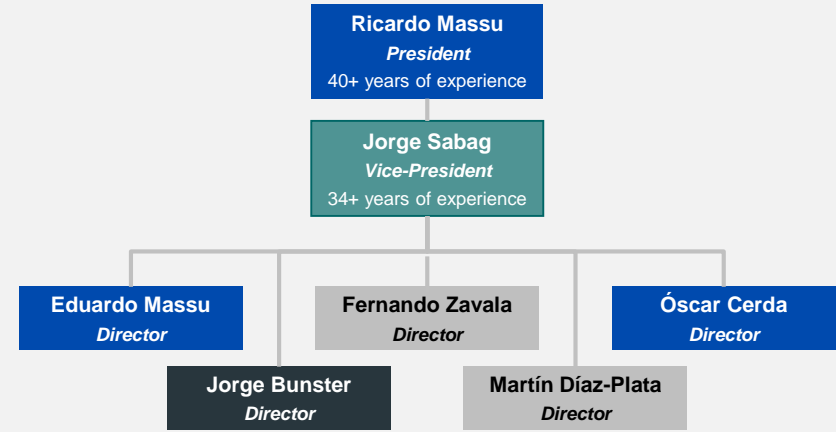 Ricardo Massu
President
40+ years of experience
Jorge Sabag
Vice-President
34+ years of experience
Eduardo Massu
Director
Fernando Zavala
Director
Óscar Cerda
Director
Jorge Bunster
Director
Martín Díaz-Plata
Director